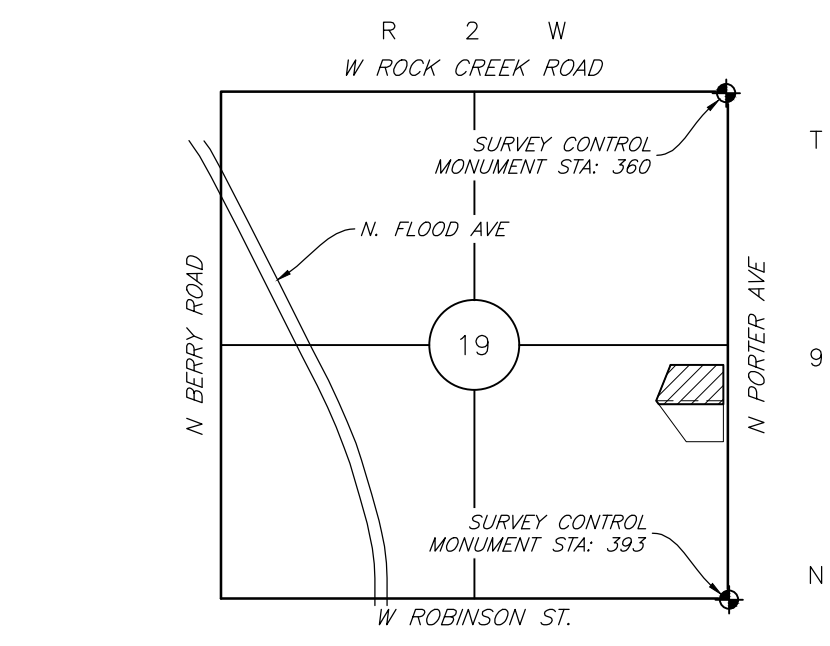 R 2 W
W ROCK CREEK ROAD
SURVEY CONTROL
MONUMENT STA: 360
T
N. FLOOD AVE
N BERRY ROAD
19
N PORTER AVE
9
SURVEY CONTROL
MONUMENT STA: 393
N
W ROBINSON ST.